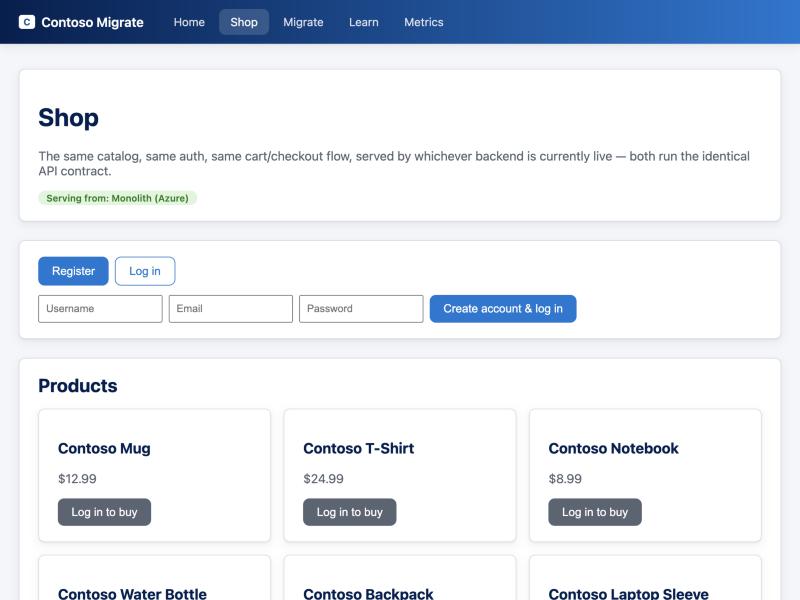 C Contoso Migrate Home Shop Migrate Learn Metrics
Shop
The same catalog, same auth, same cart/checkout flow, served by whichever backend is currently live — both run the identical
API contract.
Serving from: Monolith (Azure)
Register Log in
Username Email Password Create account & log in
Products
Contoso Mug Contoso T-Shirt Contoso Notebook
$12.99 $24.99 $8.99
Log in to buy Log in to buy Log in to buy
Contoso Water Bottle Contoso Backpack Contoso Laptop Sleeve